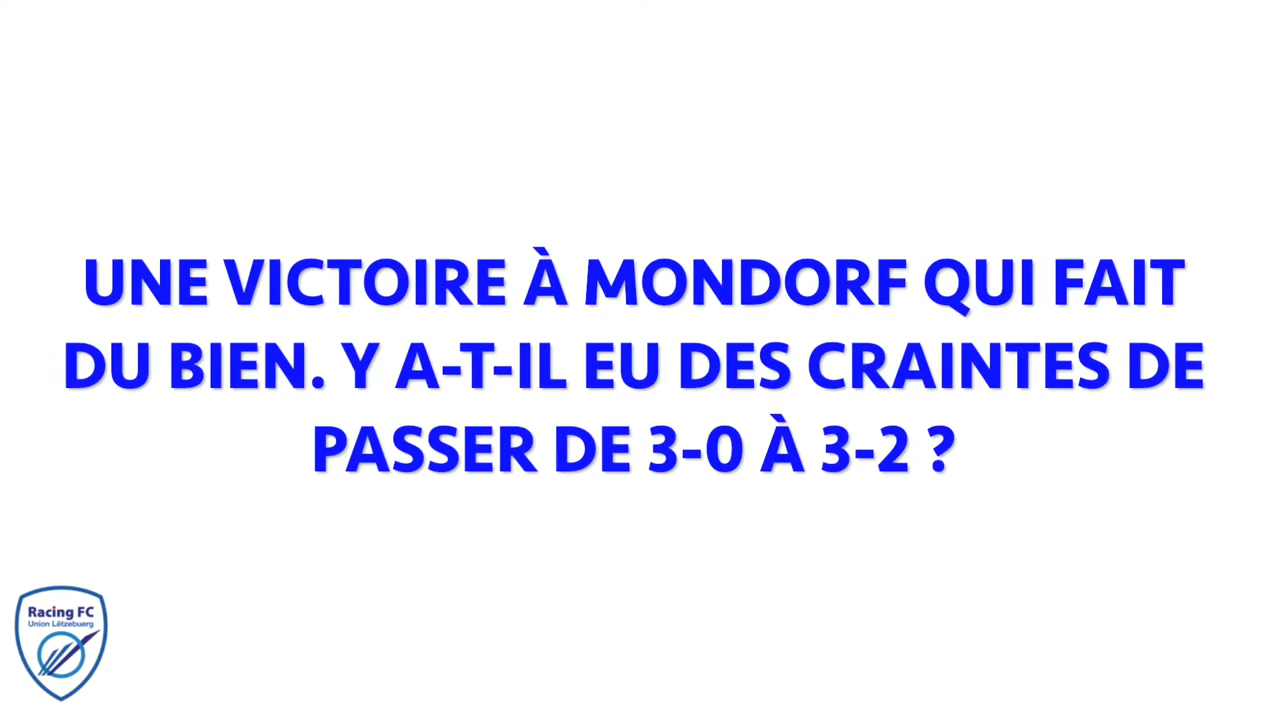 UNE VICTOIRE À MONDORF QUI FAIT
DU BIEN. Y A-T-IL EU DES CRAINTES DE
PASSER DE 3-0 À 3-2 ?
Racing FC
Union Lëtzebuerg